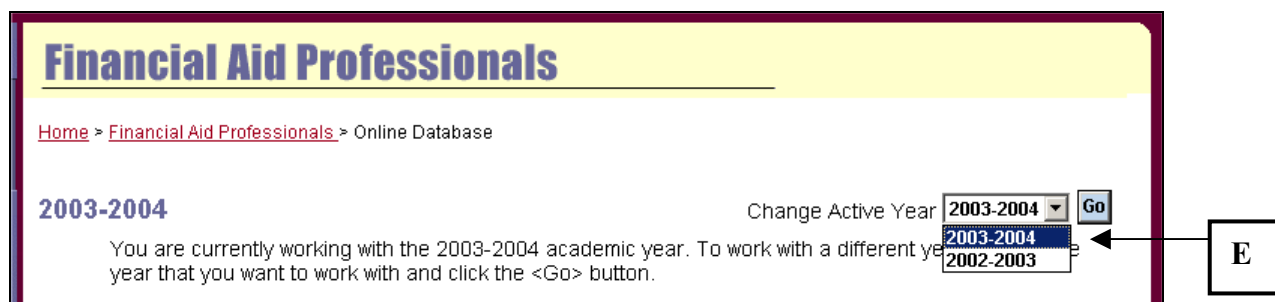 Financial Aid Professionals
Home > Financial Aid Professionals > Online Database
2003-2004
Change Active Year 2003-2004 Go
2003-2004
2002-2003
You are currently working with the 2003-2004 academic year. To work with a different
year that you want to work with and click the <Go> button.
E